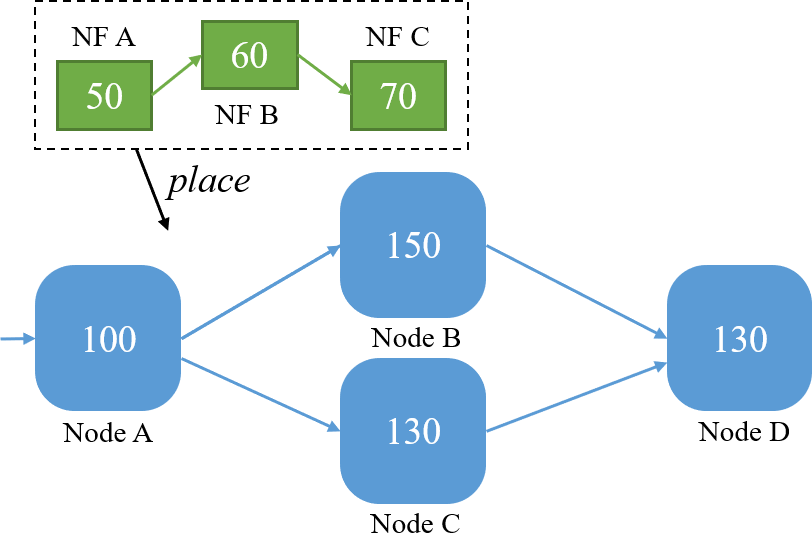 NF A
NF C
50
60
70
NF B
place
150
100
Node B
130
130
Node A
Node D
Node C